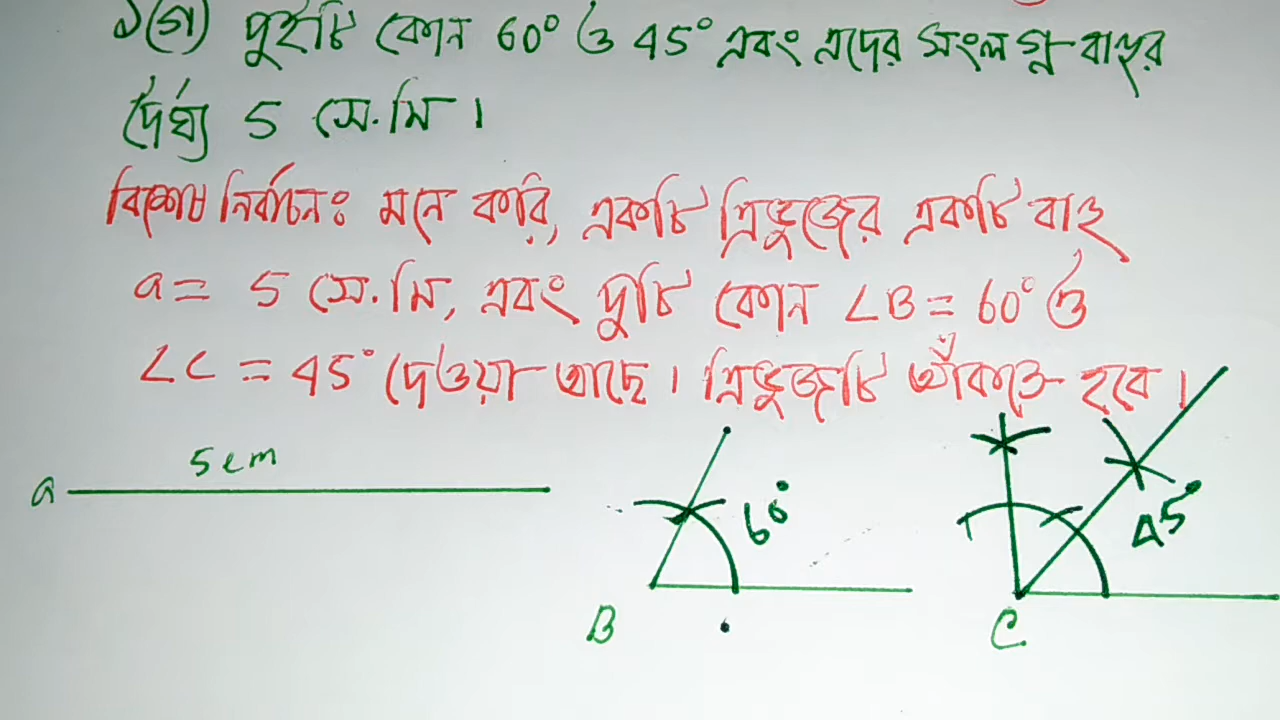 ১(গ) দুইটি কোন 60° ও 45° এবং এদের সংলগ্ন বাহুর
দৈর্ঘ্য 5 সে.মি।
বিশেষ নির্বাচন: মনে করি, একটি ত্রিভুজের একটি বাহু
a = 5 সে.মি, এবং দুটি কোন ∠B = 60° ও
∠C = 45° দেওয়া আছে। ত্রিভুজটি আঁকতে হবে।
a 5cm
60°
45°
B
C